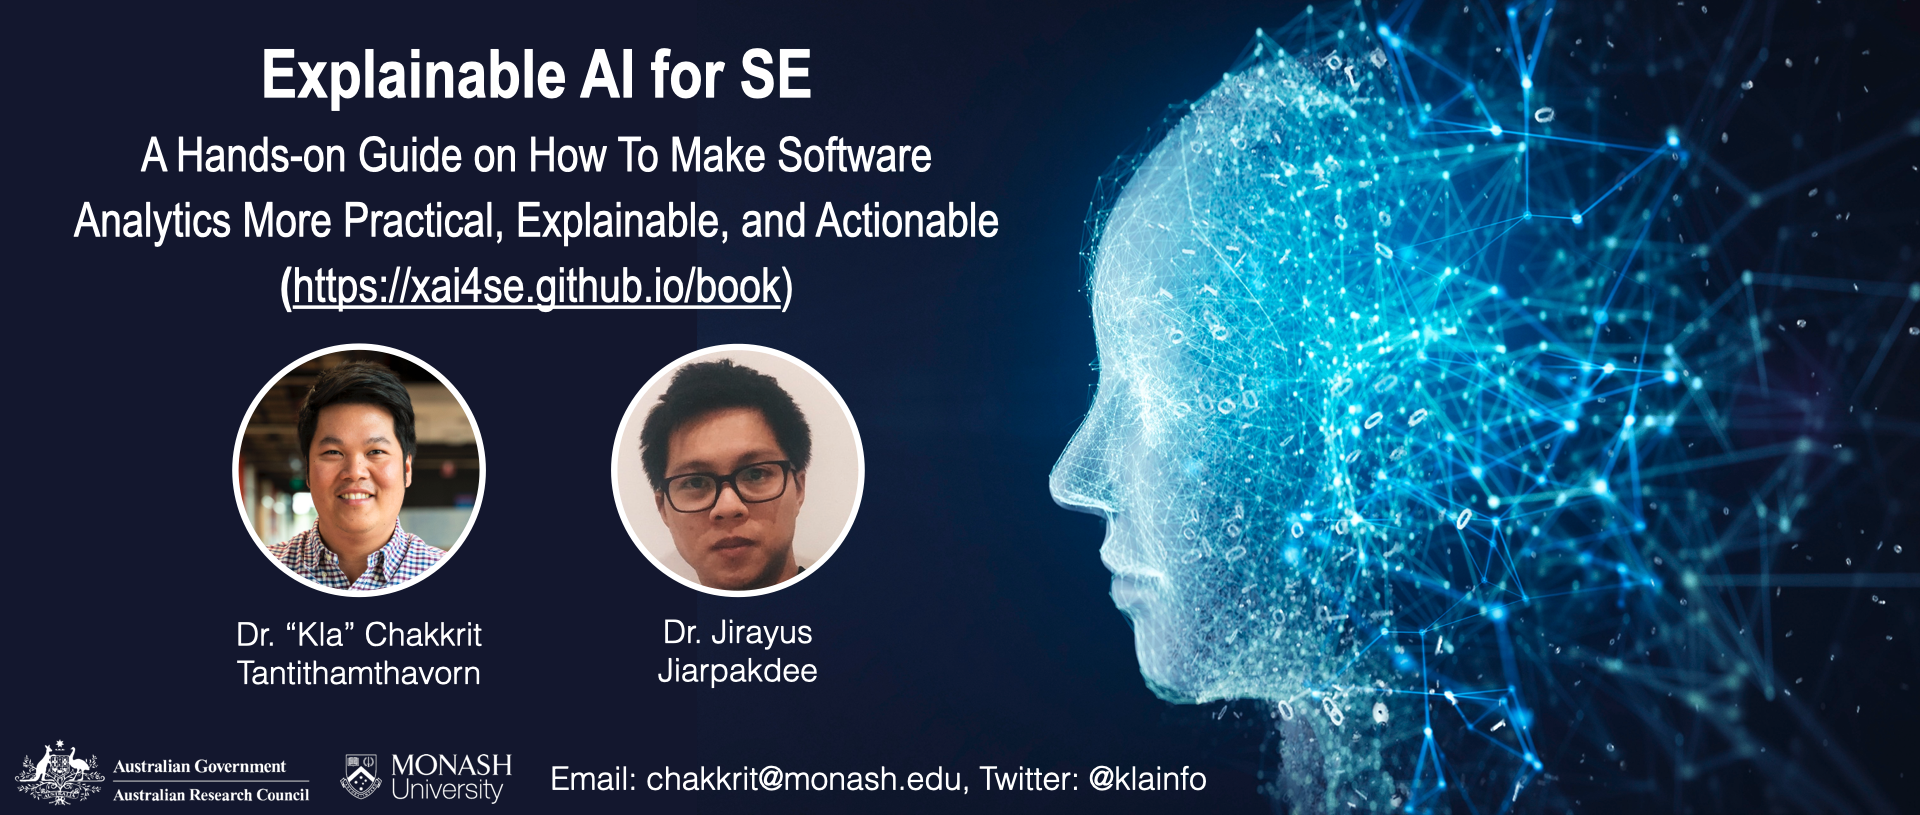 Explainable AI for SE
A Hands-on Guide on How To Make Software
Analytics More Practical, Explainable, and Actionable
(https://xai4se.github.io/book)
Dr. “Kla” Chakkrit
Tantithamthavorn
Dr. Jirayus
Jiarpakdee
Australian Government
Australian Research Council
MONASH
University
Email: chakkrit@monash.edu, Twitter: @klainfo